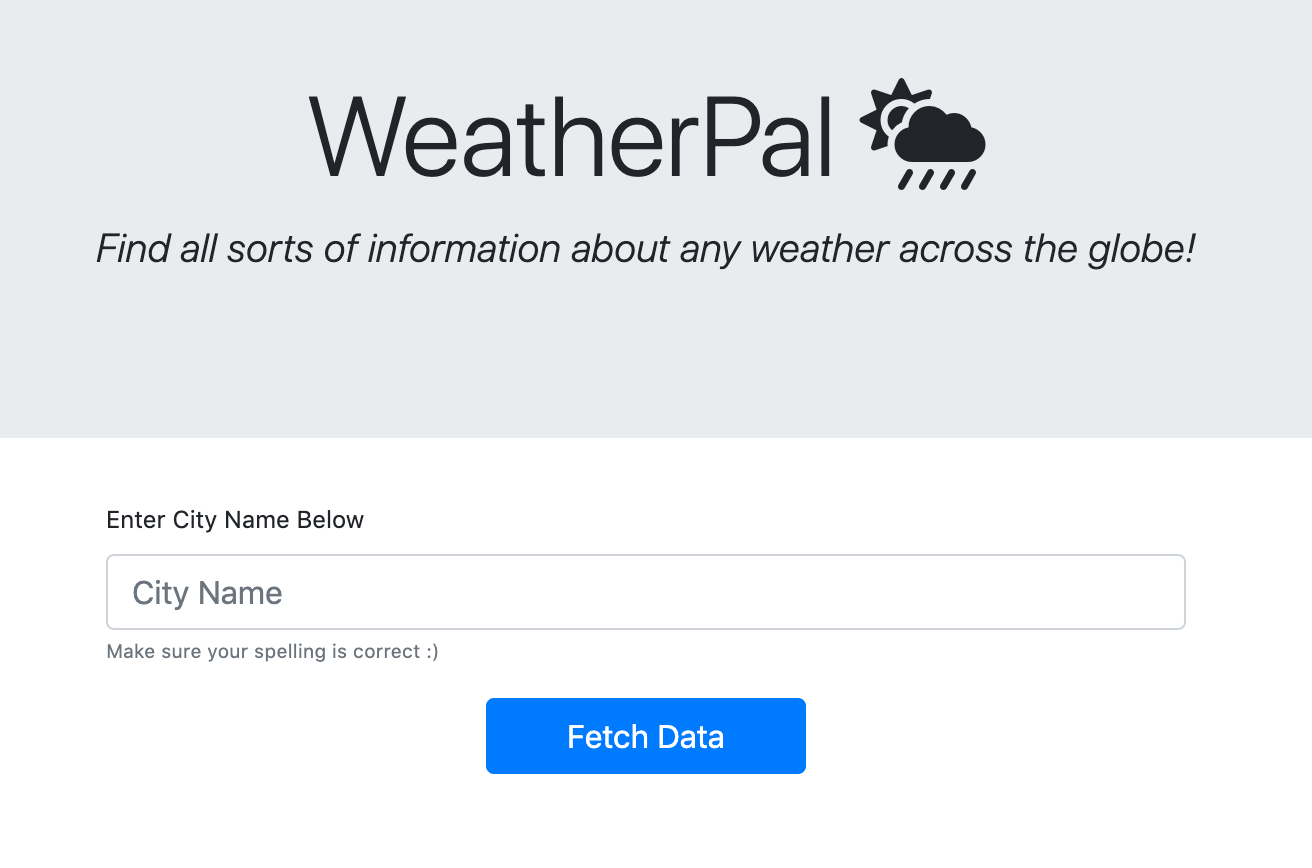 WeatherPal
Find all sorts of information about any weather across the globe!
Enter City Name Below
City Name
Make sure your spelling is correct :)
Fetch Data